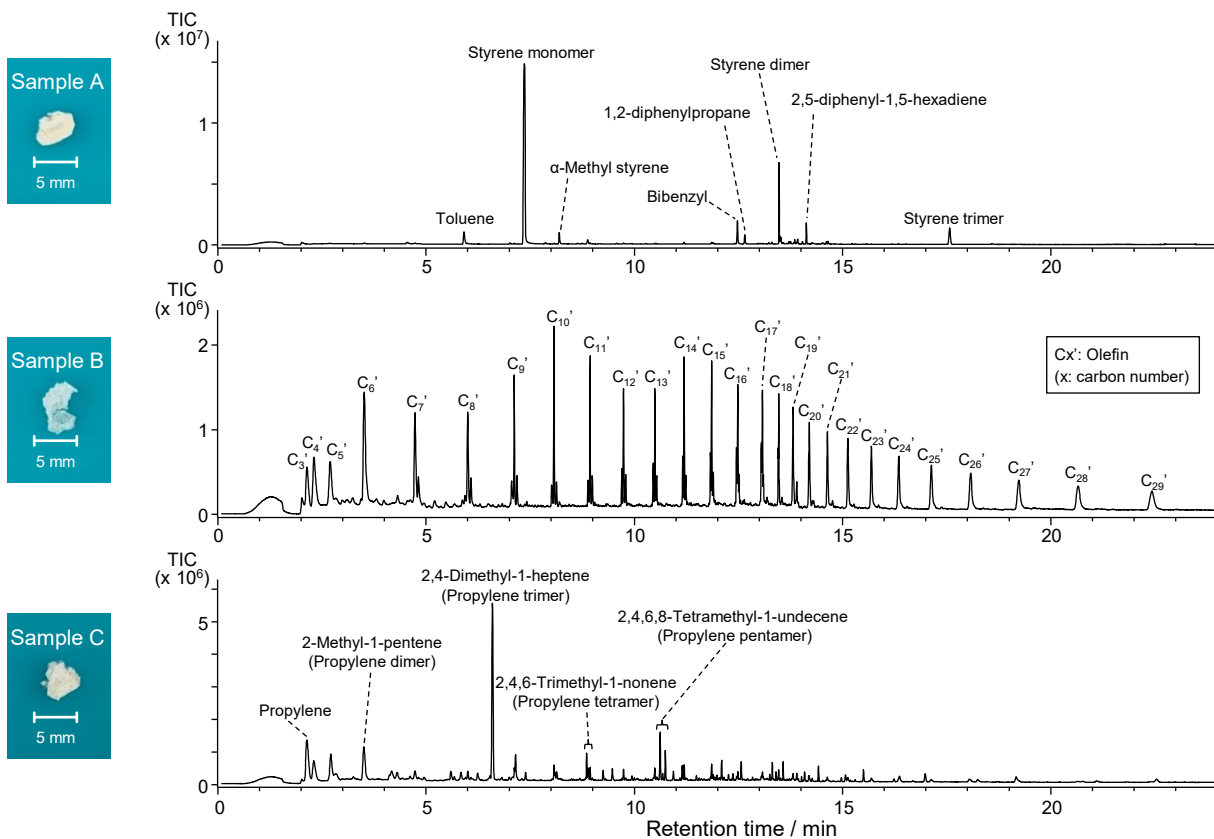 TIC
(x 10⁷)
Sample A
5 mm
Styrene monomer
Styrene dimer
1,2-diphenylpropane
2,5-diphenyl-1,5-hexadiene
α-Methyl styrene
Bibenzyl
Toluene
Styrene trimer
1
0
0 5 10 15 20
TIC
(x 10⁶)
Sample B
5 mm
C₃’ C₄’ C₅’ C₆’ C₇’ C₈’ C₉’ C₁₀’ C₁₁’ C₁₂’ C₁₃’ C₁₄’ C₁₅’ C₁₆’ C₁₇’ C₁₈’ C₁₉’ C₂₀’ C₂₁’ C₂₂’ C₂₃’ C₂₄’ C₂₅’ C₂₆’ C₂₇’ C₂₈’ C₂₉’
Cx’: Olefin
(x: carbon number)
2
1
0
0 5 10 15 20
TIC
(x 10⁶)
Sample C
5 mm
2,4-Dimethyl-1-heptene
(Propylene trimer)
2-Methyl-1-pentene
(Propylene dimer)
2,4,6,8-Tetramethyl-1-undecene
(Propylene pentamer)
2,4,6-Trimethyl-1-nonene
(Propylene tetramer)
Propylene
5
0
0 5 10 15 20
Retention time / min